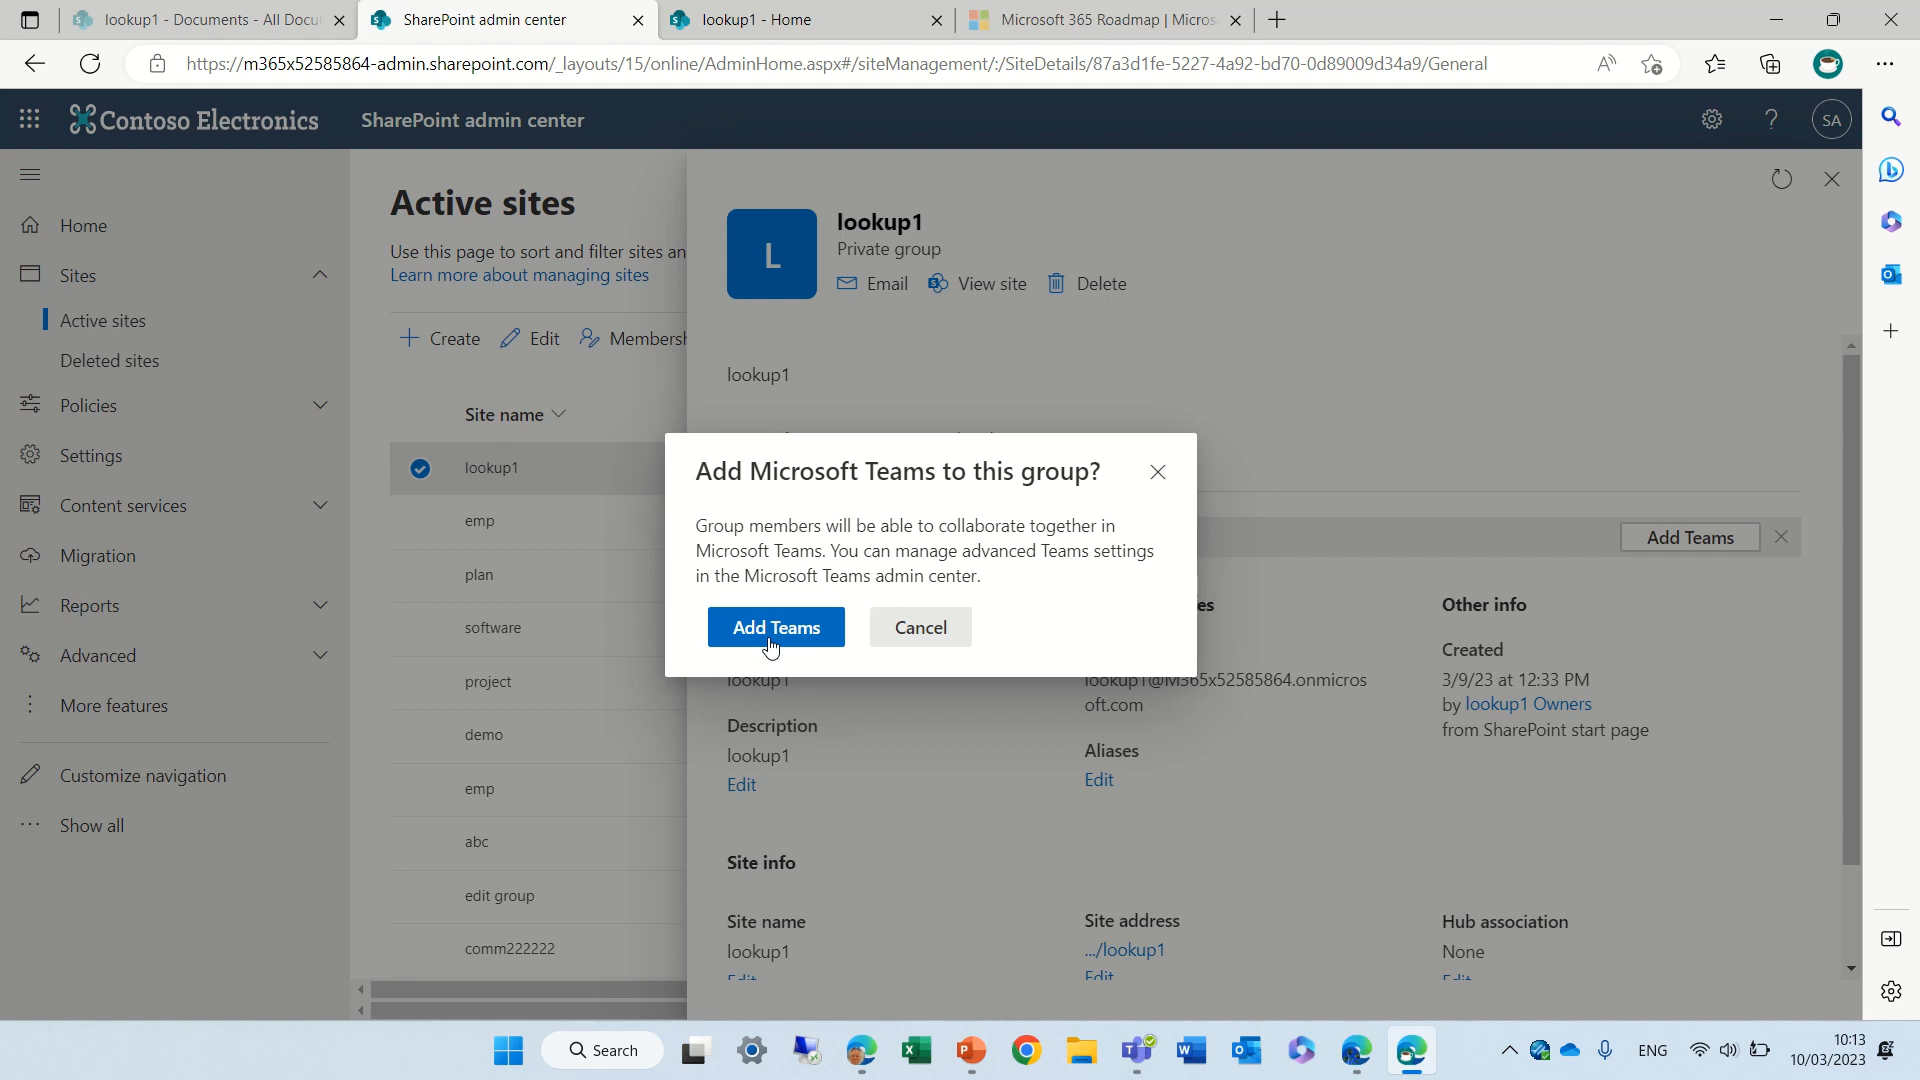 lookup1 - Documents - All Docu
SharePoint admin center
lookup1 - Home
Microsoft 365 Roadmap | Micros
https://m365x52585864-admin.sharepoint.com/_layouts/15/online/AdminHome.aspx#/siteManagement/:/SiteDetails/87a3d1fe-5227-4a92-bd70-0d89009d34a9/General
Contoso Electronics
SharePoint admin center
SA
Home
Sites
Active sites
Deleted sites
Policies
Settings
Content services
Migration
Reports
Advanced
More features
Customize navigation
Show all
Active sites
Use this page to sort and filter sites an
Learn more about managing sites
Create
Edit
Membersh
Site name
lookup1
emp
plan
software
project
demo
emp
abc
edit group
comm222222
L
lookup1
Private group
Email
View site
Delete
lookup1
Add Teams
Add Microsoft Teams to this group?
Group members will be able to collaborate together in
Microsoft Teams. You can manage advanced Teams settings
in the Microsoft Teams admin center.
Add Teams
Cancel
es
lookup1
Description
lookup1
Edit
lookup1@M365x52585864.onmicros
oft.com
Aliases
Edit
Other info
Created
3/9/23 at 12:33 PM
by lookup1 Owners
from SharePoint start page
Site info
Site name
lookup1
Edit
Site address
.../lookup1
Edit
Hub association
None
Edit
Search
ENG
10:13
10/03/2023